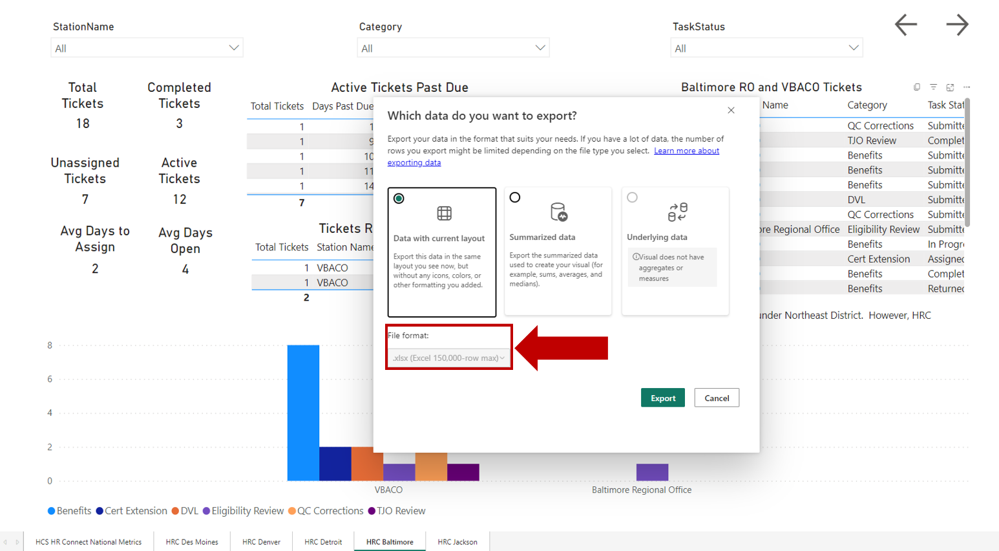 StationName
All
Category
All
TaskStatus
All
Total
Tickets
18
Completed
Tickets
3
Unassigned
Tickets
7
Active
Tickets
12
Avg Days to
Assign
2
Avg Days
Open
4
Active Tickets Past Due
Total Tickets Days Past Due
1 1
1 9
1 10
1 11
1 14
7
Tickets R
Total Tickets Station Name
1 VBACO
1 VBACO
2
Baltimore RO and VBACO Tickets
Name Category Task Stat
QC Corrections Submitte
TJO Review Complet
Benefits Submitte
Benefits Submitte
Benefits Submitte
DVL Submitte
QC Corrections Submitte
ore Regional Office Eligibility Review Submitte
Benefits In Progr
Cert Extension Assigned
Benefits Complet
Benefits Returned
under Northeast District. However, HRC
Which data do you want to export?
Export your data in the format that suits your needs. If you have a lot of data, the number of
rows you export might be limited depending on the file type you select. Learn more about
exporting data
Data with current layout
Export this data in the same
layout you see now, but
without any icons, colors, or
other formatting you added.
Summarized data
Export the summarized data
used to create your visual (for
example, sums, averages, and
medians).
Underlying data
Visual does not have
aggregates or
measures
File format:
.xlsx (Excel 150,000-row max)
Export
Cancel
8
6
4
2
0
VBACO
Baltimore Regional Office
Benefits Cert Extension DVL Eligibility Review QC Corrections TJO Review
HCS HR Connect National Metrics HRC Des Moines HRC Denver HRC Detroit HRC Baltimore HRC Jackson